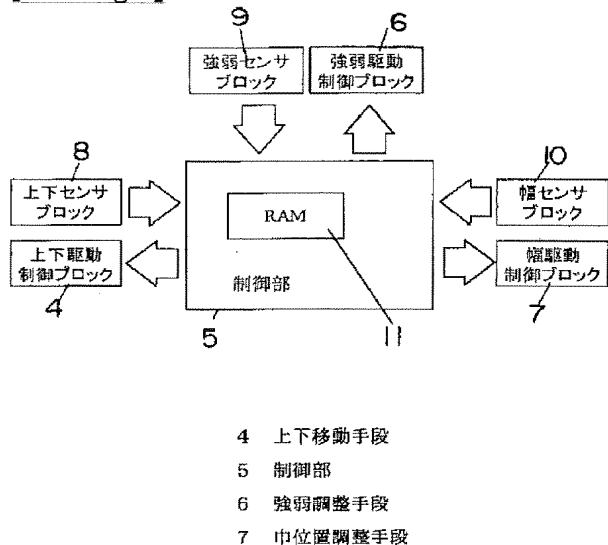 9
6
強弱センサ
ブロック
強弱駆動
制御ブロック
8
10
上下センサ
ブロック
幅センサ
ブロック
RAM
上下駆動
制御ブロック
幅駆動
制御ブロック
制御部
4
5
11
7
4 上下移動手段
5 制御部
6 強弱調整手段
7 巾位置調整手段